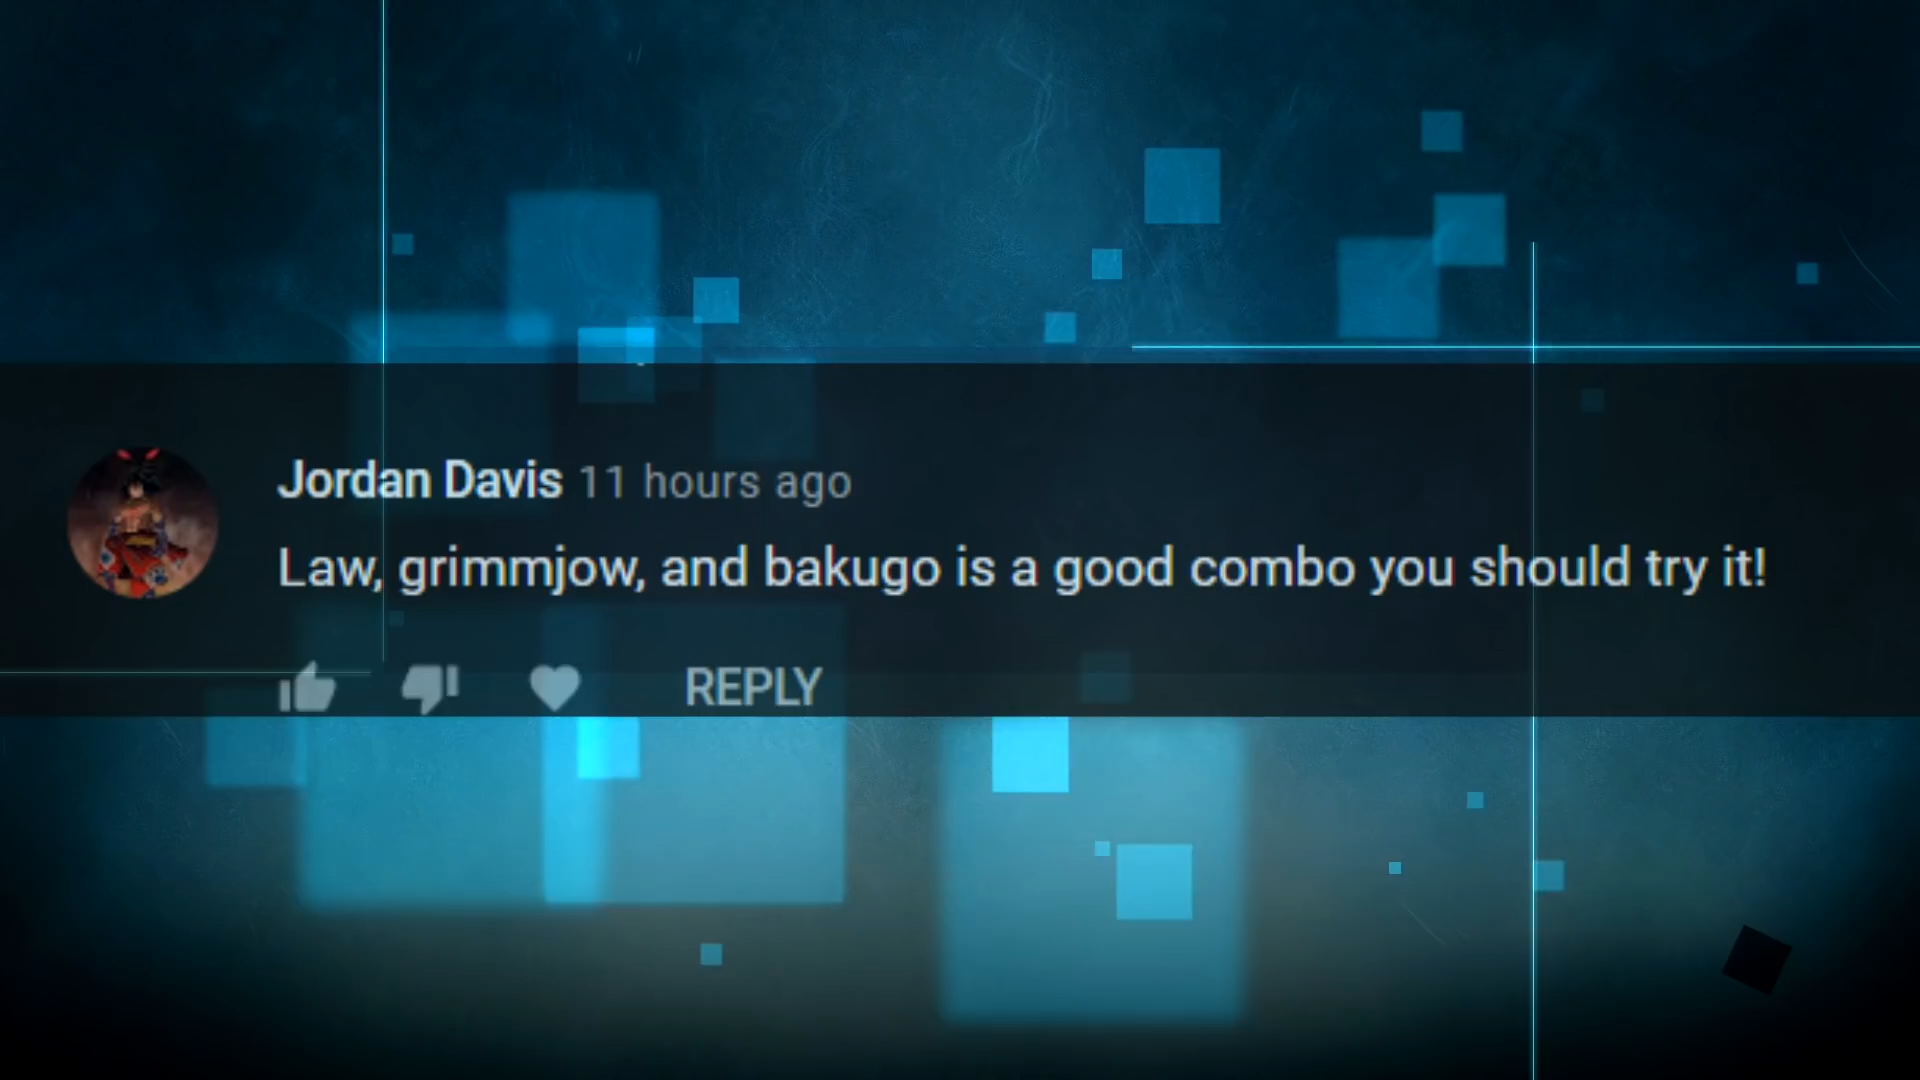 Jordan Davis 11 hours ago
Law, grimmjow, and bakugo is a good combo you should try it!
REPLY